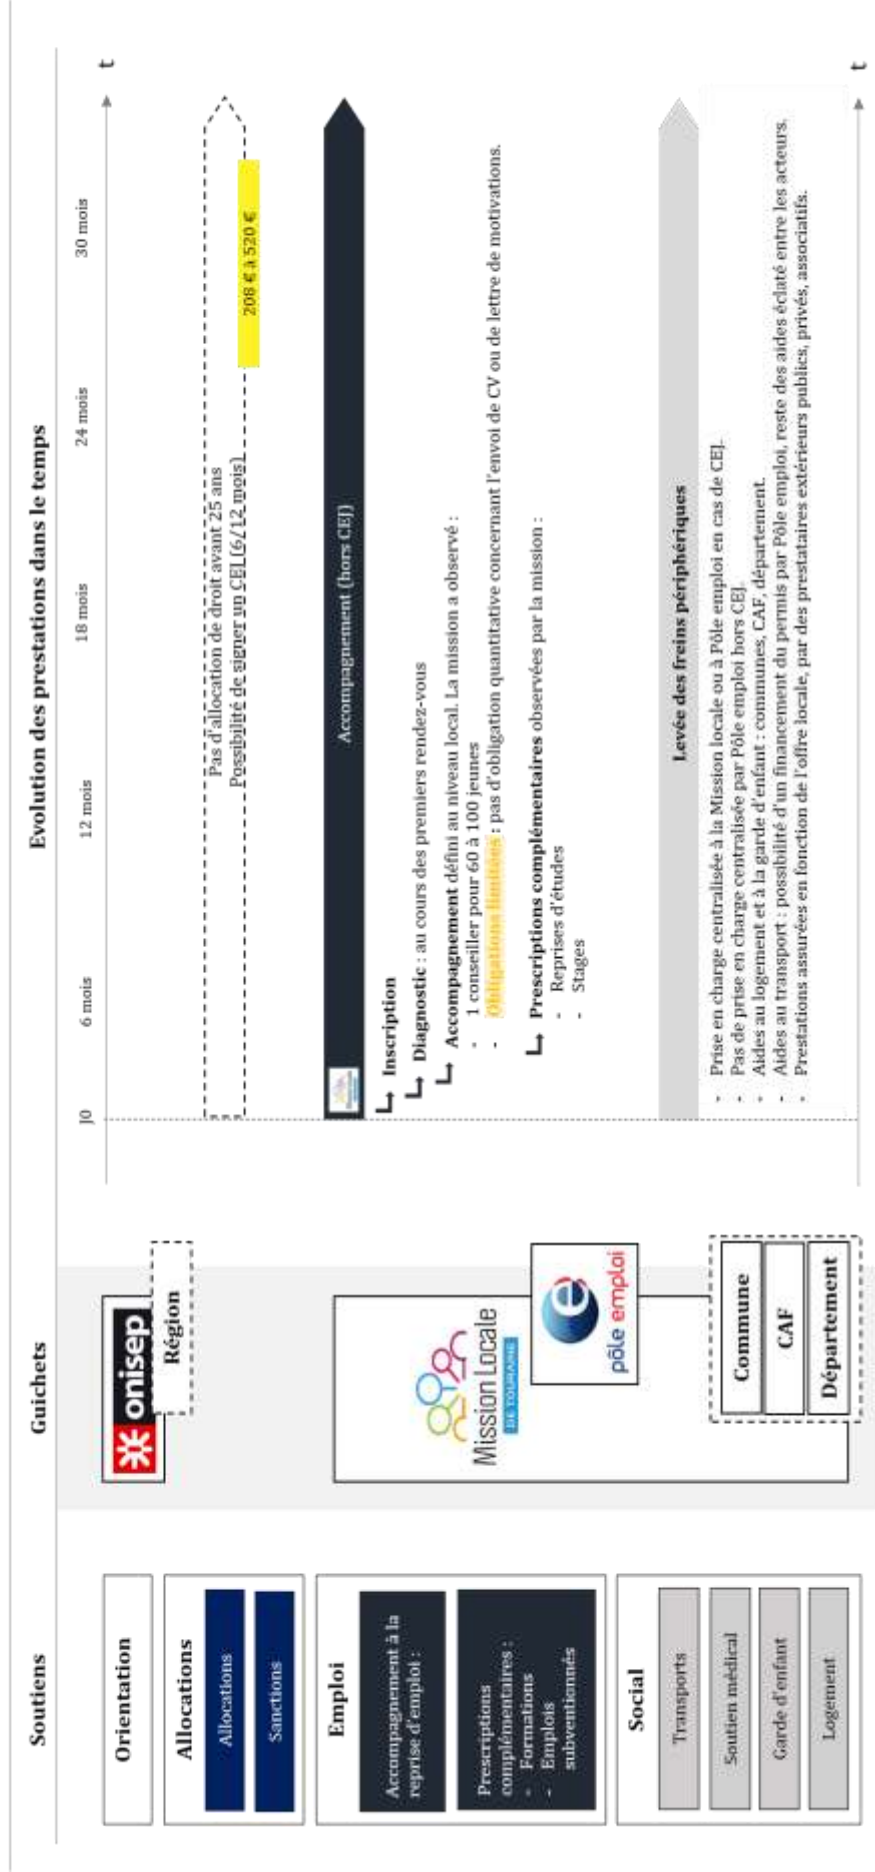 Soutiens
Guichets
Evolution des prestations dans le temps
J0
6 mois
12 mois
18 mois
24 mois
30 mois
t
Orientation
onisep
Région
Allocations
Allocations
Sanctions
Pas d'allocation de droit avant 25 ans
Possibilité de signer un CEJ (6/12 mois)
208 € à 520 €
Emploi
Accompagnement à la
reprise d'emploi :
Prescriptions
complémentaires :
- Formations
- Emplois
subventionnés
Mission Locale
DE TOURAINE
pôle emploi
Accompagnement (hors CEJ)
Inscription
Diagnostic : au cours des premiers rendez-vous
Accompagnement défini au niveau local. La mission a observé :
- 1 conseiller pour 60 à 100 jeunes
- Obligations limitées : pas d'obligation quantitative concernant l'envoi de CV ou de lettre de motivations.
Prescriptions complémentaires observées par la mission :
- Reprises d'études
- Stages
Social
Transports
Soutien médical
Garde d'enfant
Logement
Commune
CAF
Département
Levée des freins périphériques
- Prise en charge centralisée à la Mission locale ou à Pôle emploi en cas de CEJ.
- Pas de prise en charge centralisée par Pôle emploi hors CEJ.
- Aides au logement et à la garde d'enfant : communes, CAF, département.
- Aides au transport : possibilité d'un financement du permis par Pôle emploi, reste des aides éclaté entre les acteurs.
- Prestations assurées en fonction de l'offre locale, par des prestataires extérieurs publics, privés, associatifs.
t